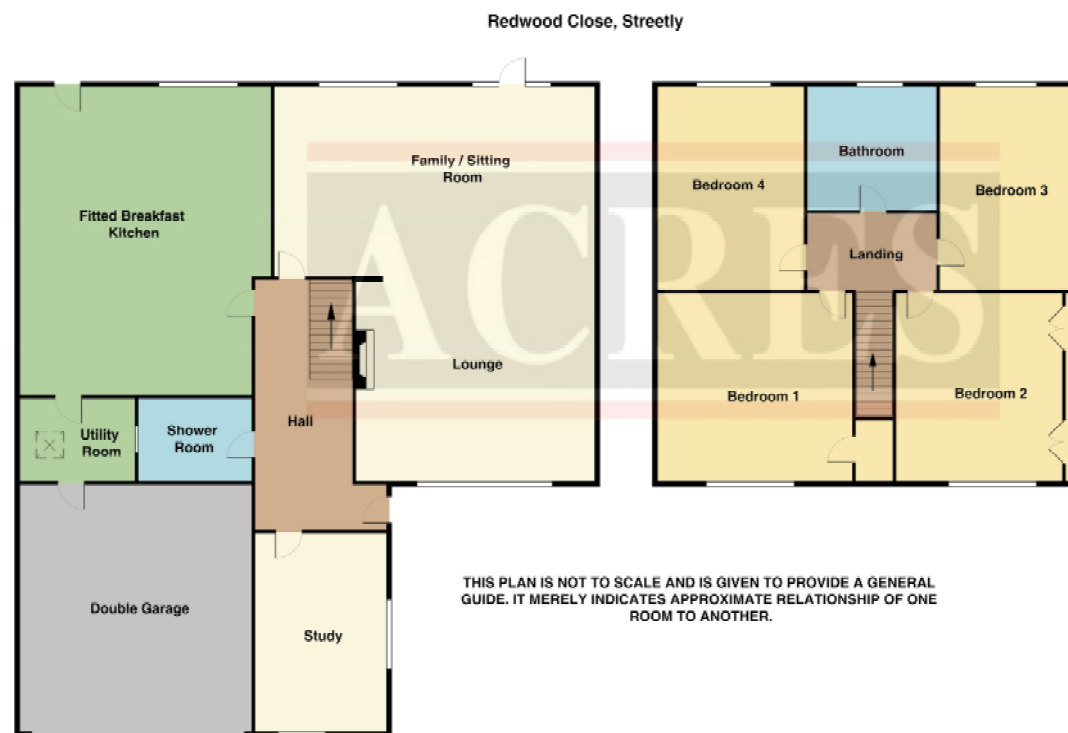 Redwood Close, Streetly
Family / Sitting
Room
Fitted Breakfast
Kitchen
Lounge
Hall
Utility
Room
Shower
Room
Double Garage
Study
Bathroom
Bedroom 4
Bedroom 3
Landing
Bedroom 1
Bedroom 2
ACRES
THIS PLAN IS NOT TO SCALE AND IS GIVEN TO PROVIDE A GENERAL
GUIDE. IT MERELY INDICATES APPROXIMATE RELATIONSHIP OF ONE
ROOM TO ANOTHER.